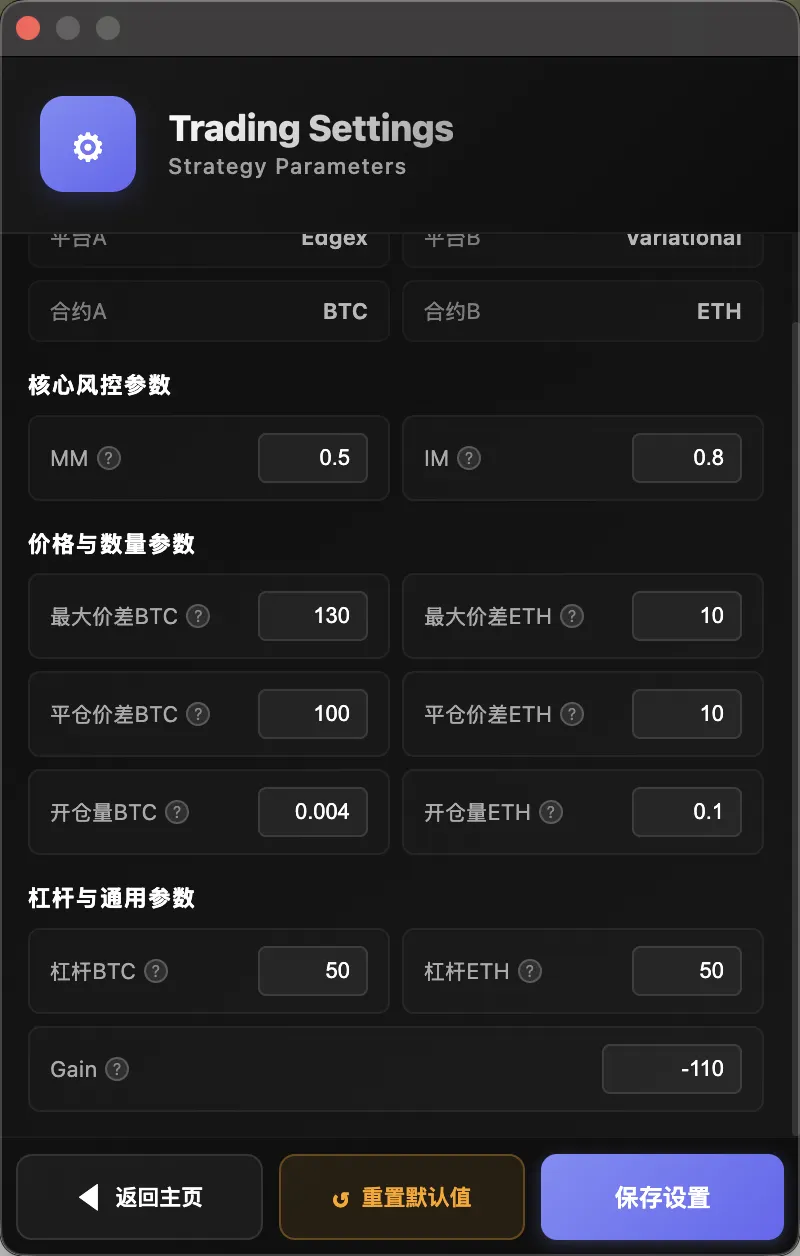 Trading Settings
Strategy Parameters
平台A Edgex 平台B Variational
合约A BTC 合约B ETH
核心风控参数
MM ? 0.5 IM ? 0.8
价格与数量参数
最大价差BTC ? 130 最大价差ETH ? 10
平仓价差BTC ? 100 平仓价差ETH ? 10
开仓量BTC ? 0.004 开仓量ETH ? 0.1
杠杆与通用参数
杠杆BTC ? 50 杠杆ETH ? 50
Gain ? -110
返回主页 重置默认值 保存设置